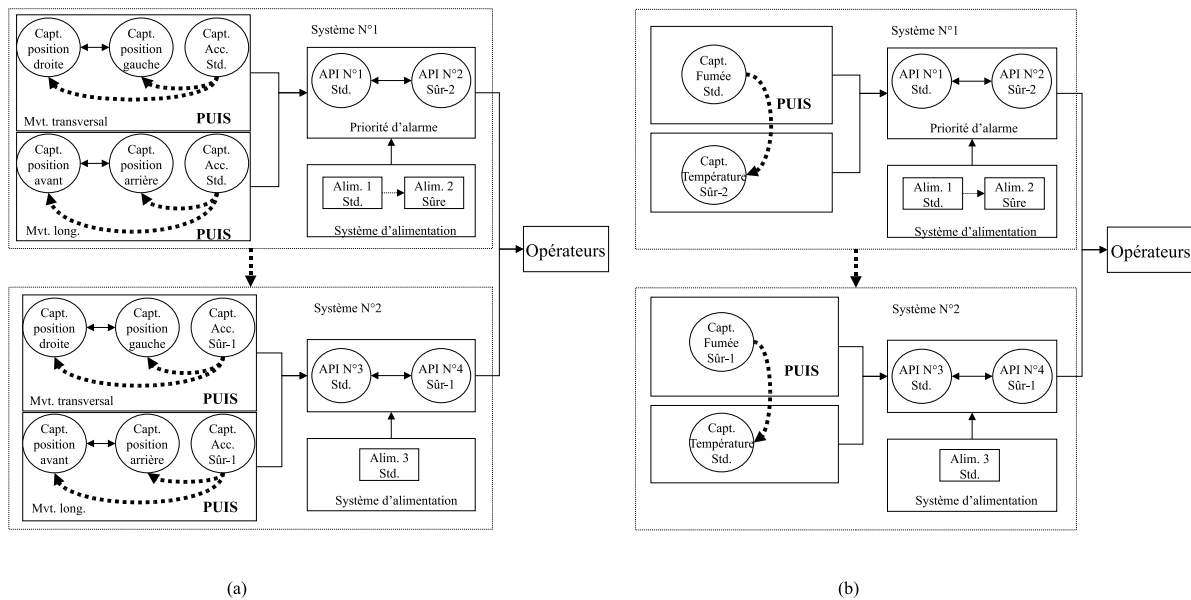 Système N°1
Capt.
position
droite
Capt.
position
gauche
Capt.
Acc.
Std.
Mvt. transversal
PUIS
Capt.
position
avant
Capt.
position
arrière
Capt.
Acc.
Std.
Mvt. long.
PUIS
API N°1
Std.
API N°2
Sûr-2
Priorité d'alarme
Alim. 1
Std.
Alim. 2
Sûre
Système d'alimentation
Opérateurs
Système N°2
Capt.
position
droite
Capt.
position
gauche
Capt.
Acc.
Sûr-1
Mvt. transversal
PUIS
Capt.
position
avant
Capt.
position
arrière
Capt.
Acc.
Sûr-1
Mvt. long.
PUIS
API N°3
Std.
API N°4
Sûr-1
Alim. 3
Std.
Système d'alimentation
(a)
Système N°1
Capt.
Fumée
Std.
PUIS
Capt.
Température
Sûr-2
API N°1
Std.
API N°2
Sûr-2
Priorité d'alarme
Alim. 1
Std.
Alim. 2
Sûre
Système d'alimentation
Opérateurs
Système N°2
Capt.
Fumée
Sûr-1
PUIS
Capt.
Température
Std.
API N°3
Std.
API N°4
Sûr-1
Alim. 3
Std.
Système d'alimentation
(b)